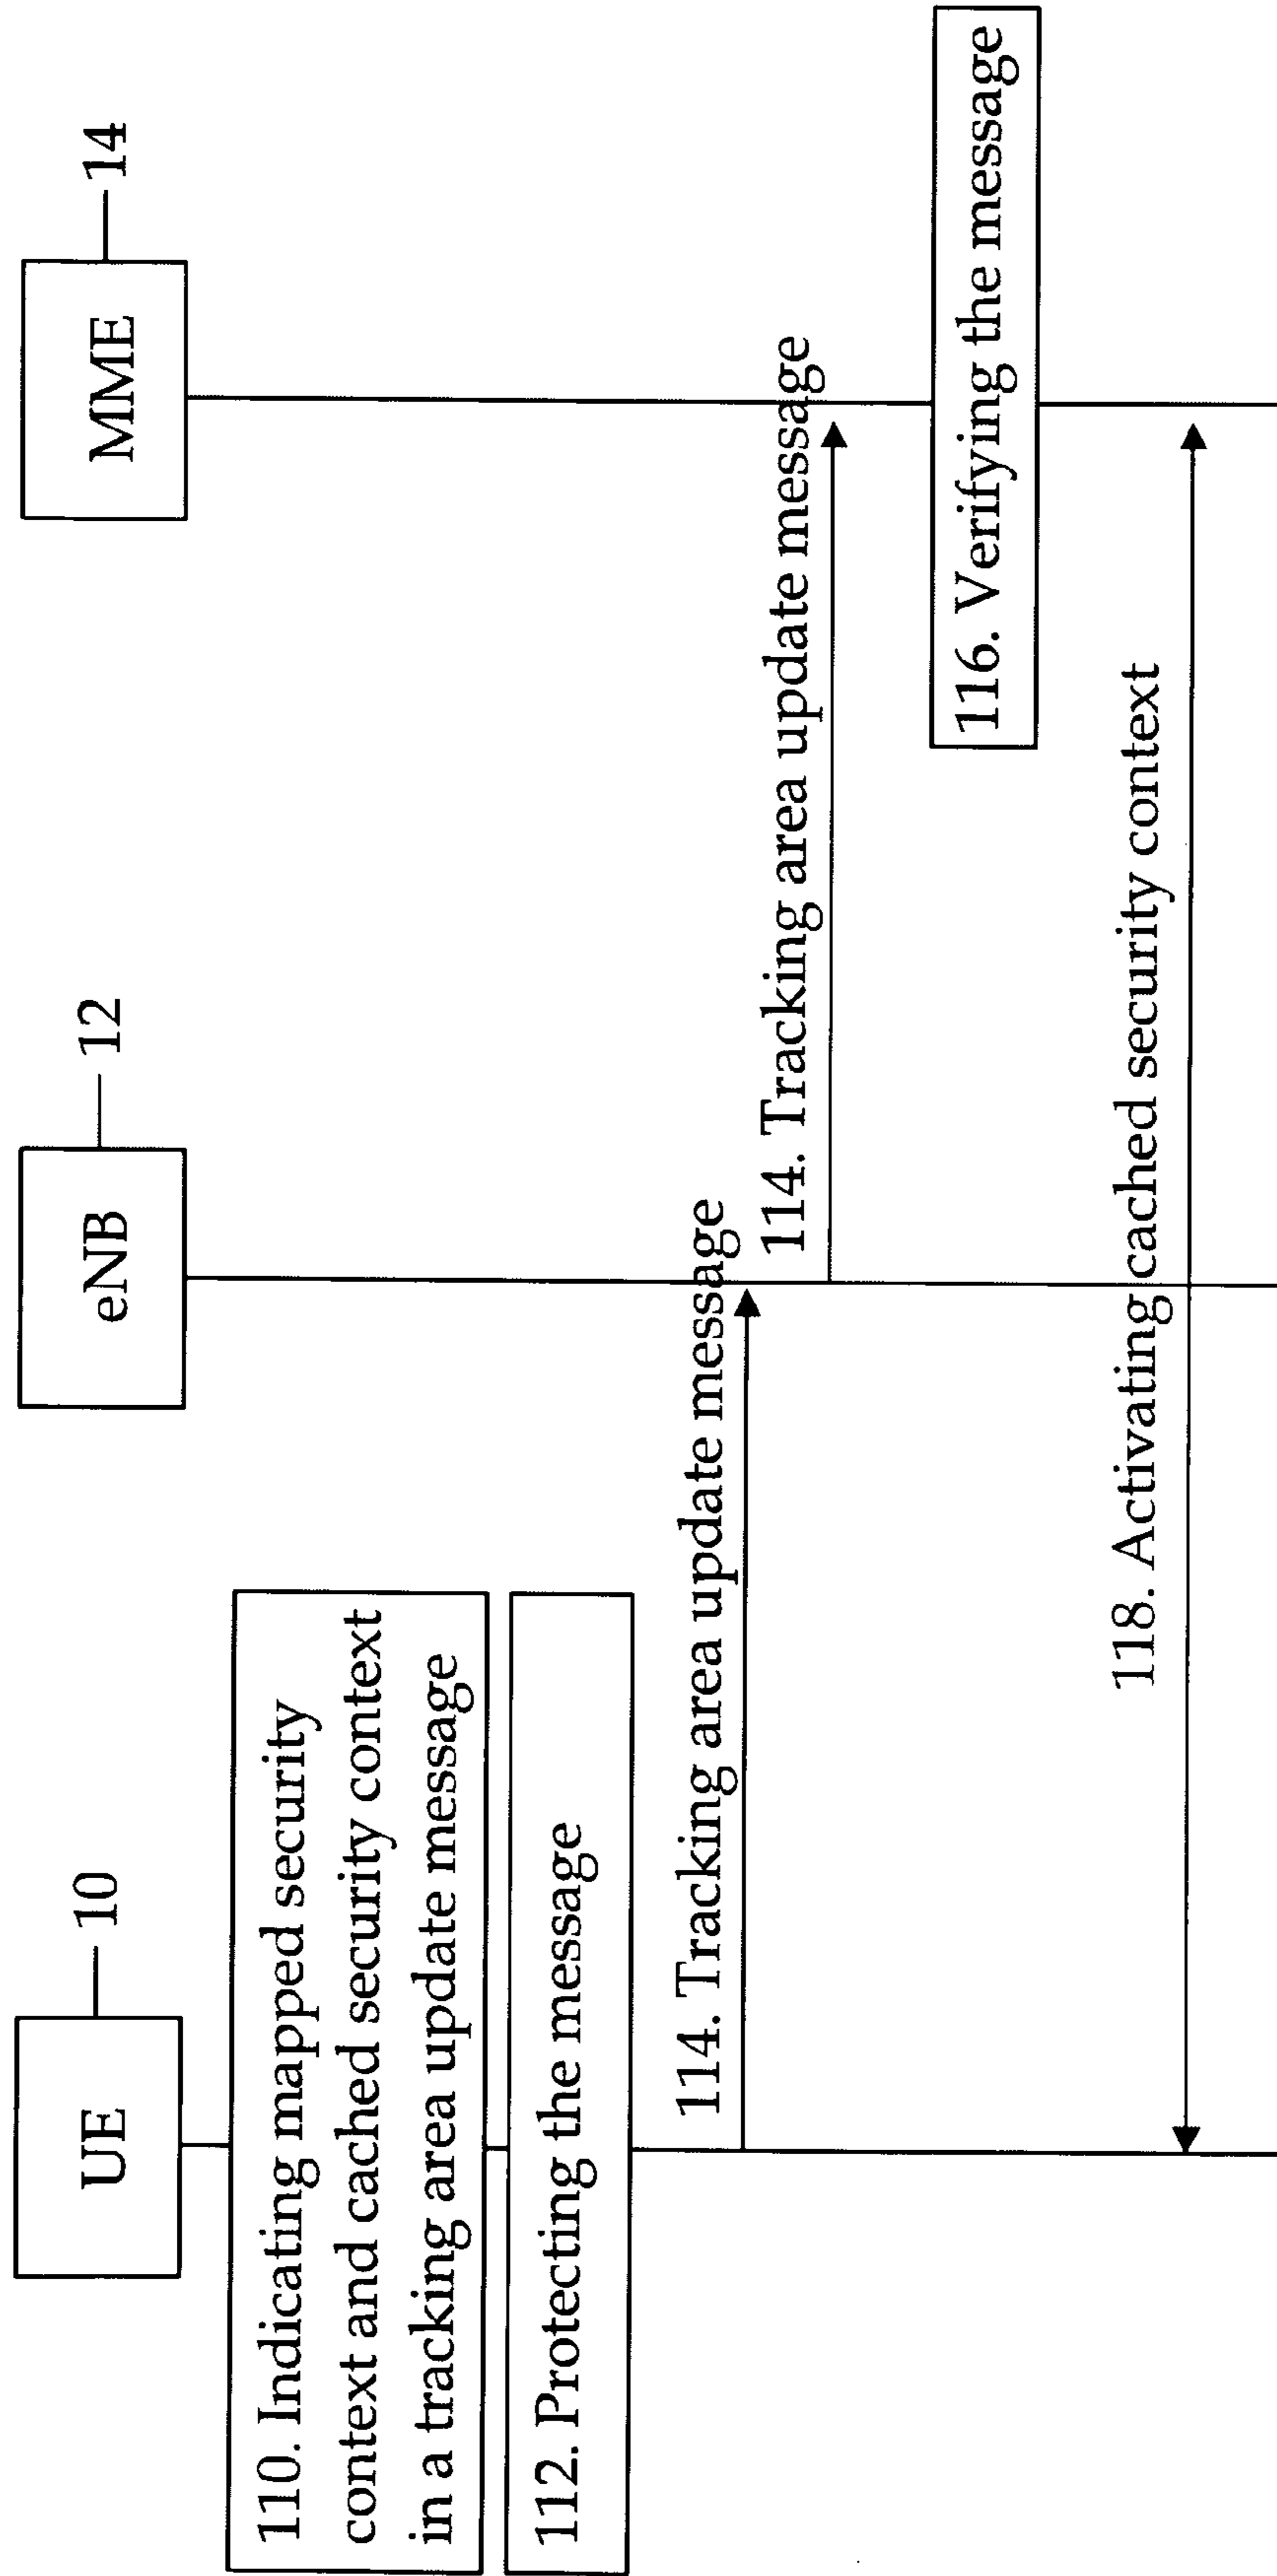 UE
10
eNB
12
MME
14
110. Indicating mapped security
context and cached security context
in a tracking area update message
112. Protecting the message
114. Tracking area update message
114. Tracking area update message
116. Verifying the message
118. Activating cached security context